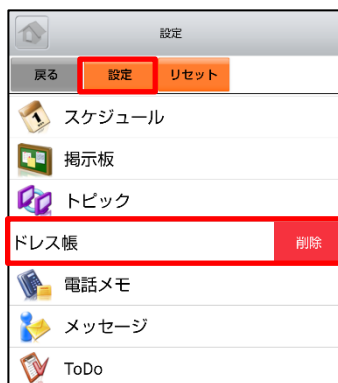 設定
戻る 設定 リセット
スケジュール
掲示板
トピック
ドレス帳 削除
電話メモ
メッセージ
ToDo